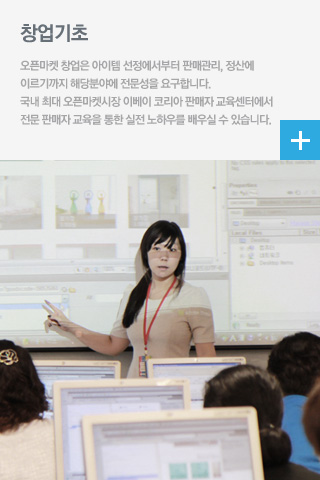 창업기초
오픈마켓 창업은 아이템 선정에서부터 판매관리, 정산에
이르기까지 해당분야에 전문성을 요구합니다.
국내 최대 오픈마켓시장 이베이 코리아 판매자 교육센터에서
전문 판매자 교육을 통한 실전 노하우를 배우실 수 있습니다.
+